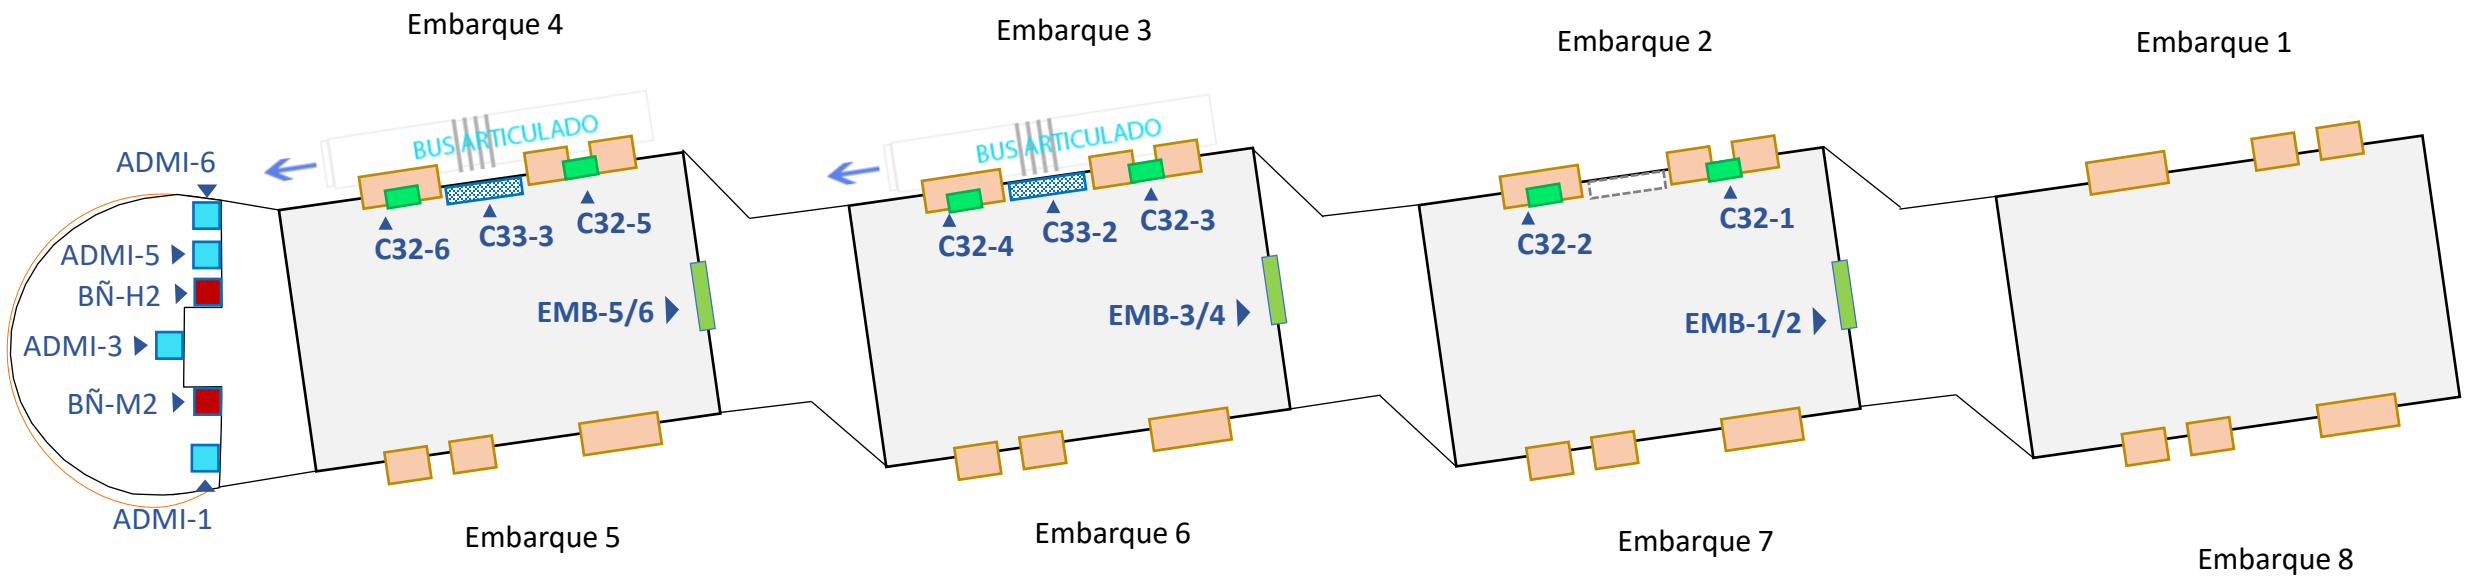 Embarque 4
Embarque 3
Embarque 2
Embarque 1
BUS ARTICULADO
BUS ARTICULADO
ADMI-6
ADMI-5
BÑ-H2
ADMI-3
BÑ-M2
ADMI-1
C32-6
C33-3
C32-5
EMB-5/6
C32-4
C33-2
C32-3
EMB-3/4
C32-2
C32-1
EMB-1/2
Embarque 5
Embarque 6
Embarque 7
Embarque 8